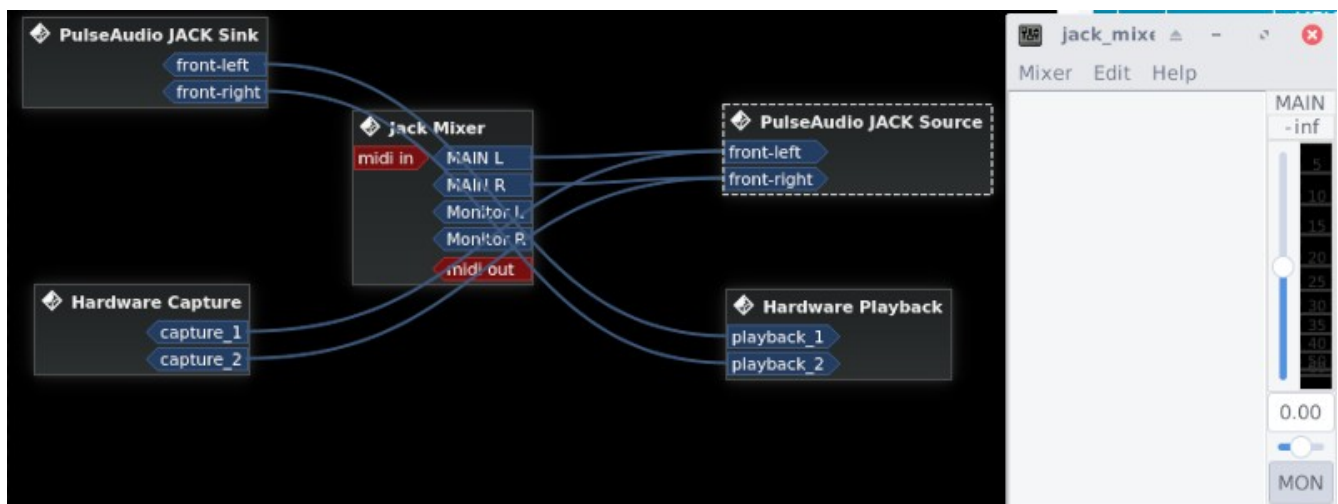 PulseAudio JACK Sink
front-left
front-right
jack Mixer
midi in
MAIN L
MAIN R
Monitor L
Monitor R
midi out
PulseAudio JACK Source
front-left
front-right
Hardware Capture
capture_1
capture_2
Hardware Playback
playback_1
playback_2
jack_mixe
Mixer Edit Help
MAIN
-inf
5
10
15
20
25
30
35
40
50
0.00
MON